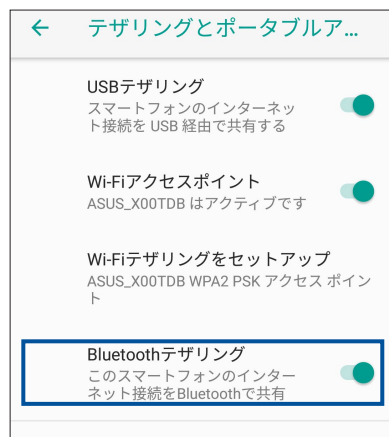 ← テザリングとポータブルア...
USBテザリング
スマートフォンのインターネッ
ト接続を USB 経由で共有する
Wi-Fiアクセスポイント
ASUS_X00TDB はアクティブです
Wi-Fiテザリングをセットアップ
ASUS_X00TDB WPA2 PSK アクセス ポイン
ト
Bluetoothテザリング
このスマートフォンのインター
ネット接続をBluetoothで共有